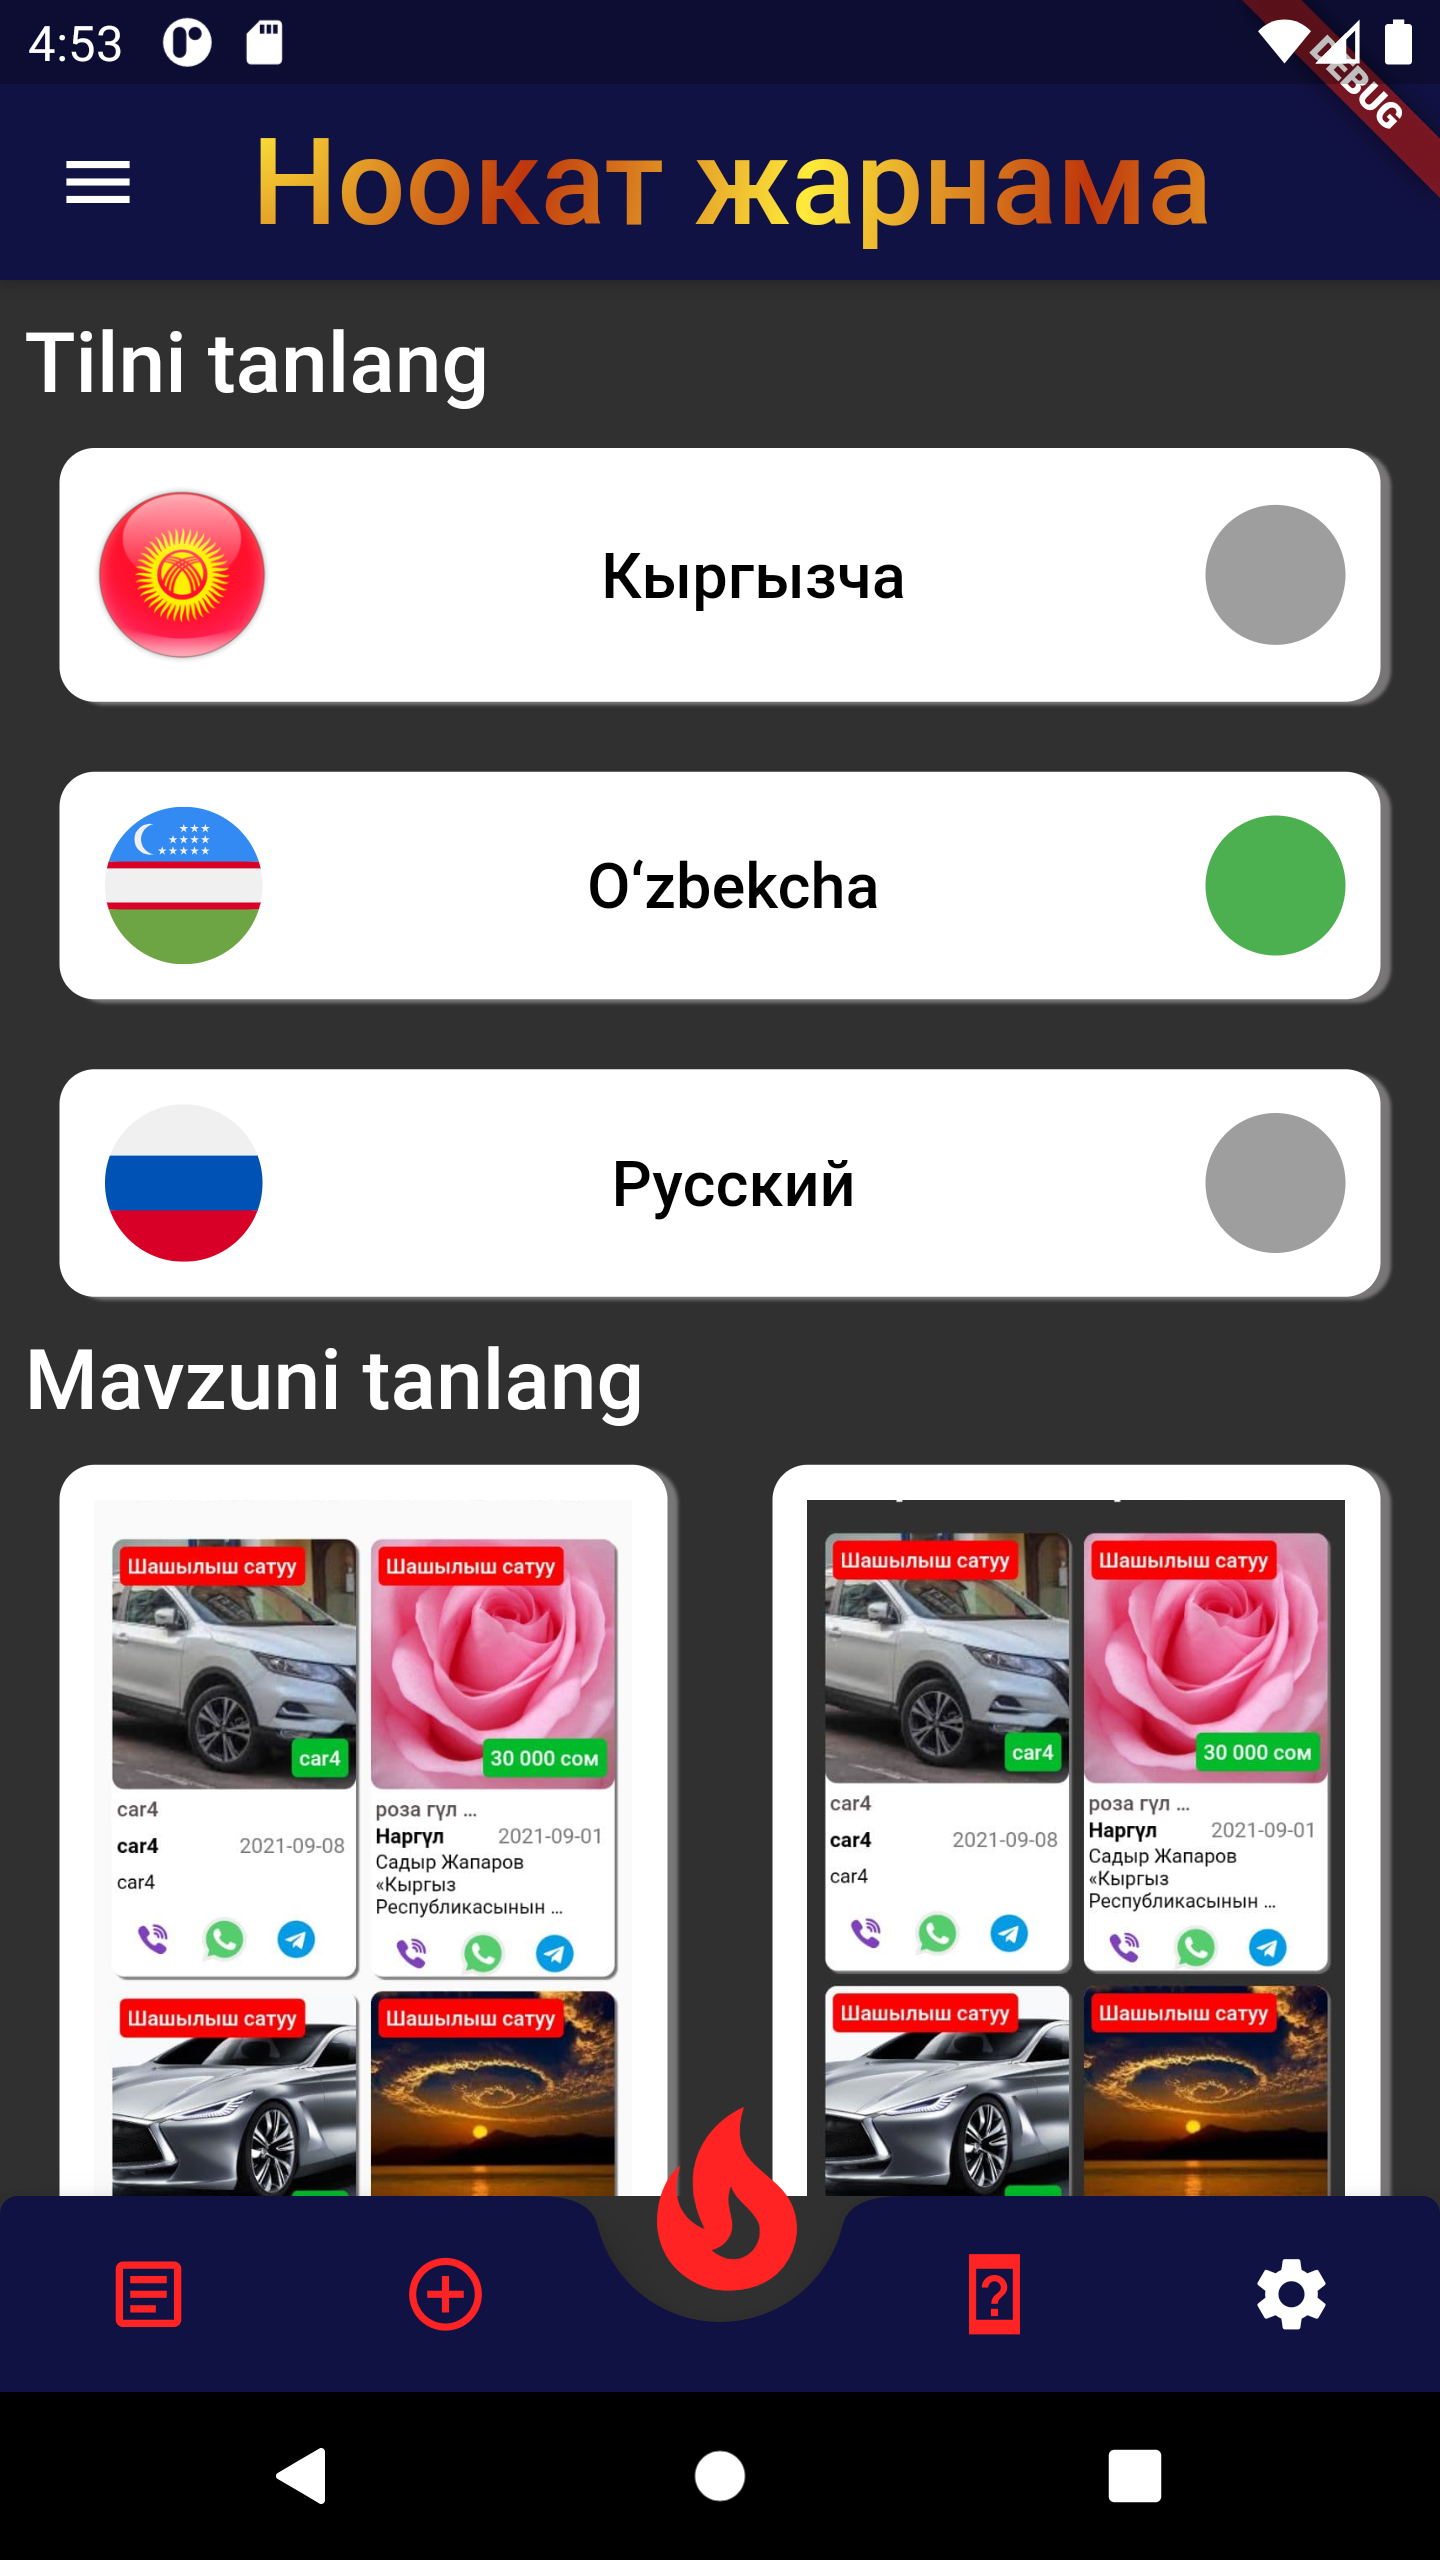 4:53
DEBUG
Ноокат жарнама
Tilni tanlang
Кыргызча
Oʻzbekcha
Русский
Mavzuni tanlang
Шашылыш сатуу
car4
car4
car4 2021-09-08
car4
Шашылыш сатуу
30 000 сом
роза гүл ...
Наргүл 2021-09-01
Садыр Жапаров
«Кыргыз
Республикасынын ...
Шашылыш сатуу
Шашылыш сатуу
Шашылыш сатуу
car4
car4
car4 2021-09-08
car4
Шашылыш сатуу
30 000 сом
роза гүл ...
Наргүл 2021-09-01
Садыр Жапаров
«Кыргыз
Республикасынын ...
Шашылыш сатуу
Шашылыш сатуу